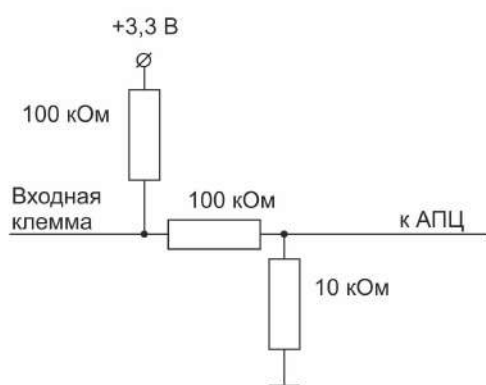 +3,3 В
100 кОм
Входная
клемма
100 кОм
к АПЦ
10 кОм